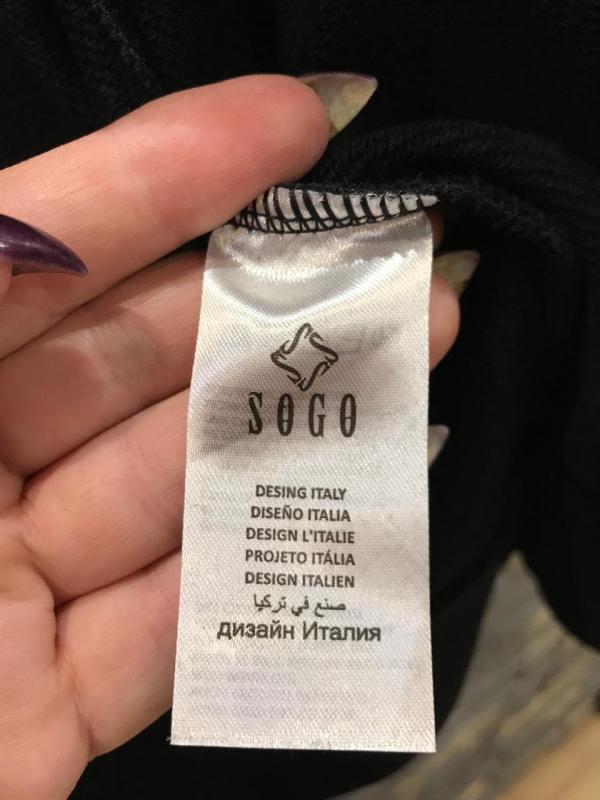 SOGO
DESING ITALY
DISEÑO ITALIA
DESIGN L'ITALIE
PROJETO ITÁLIA
DESIGN ITALIEN
صنع في تركيا
дизайн Италия